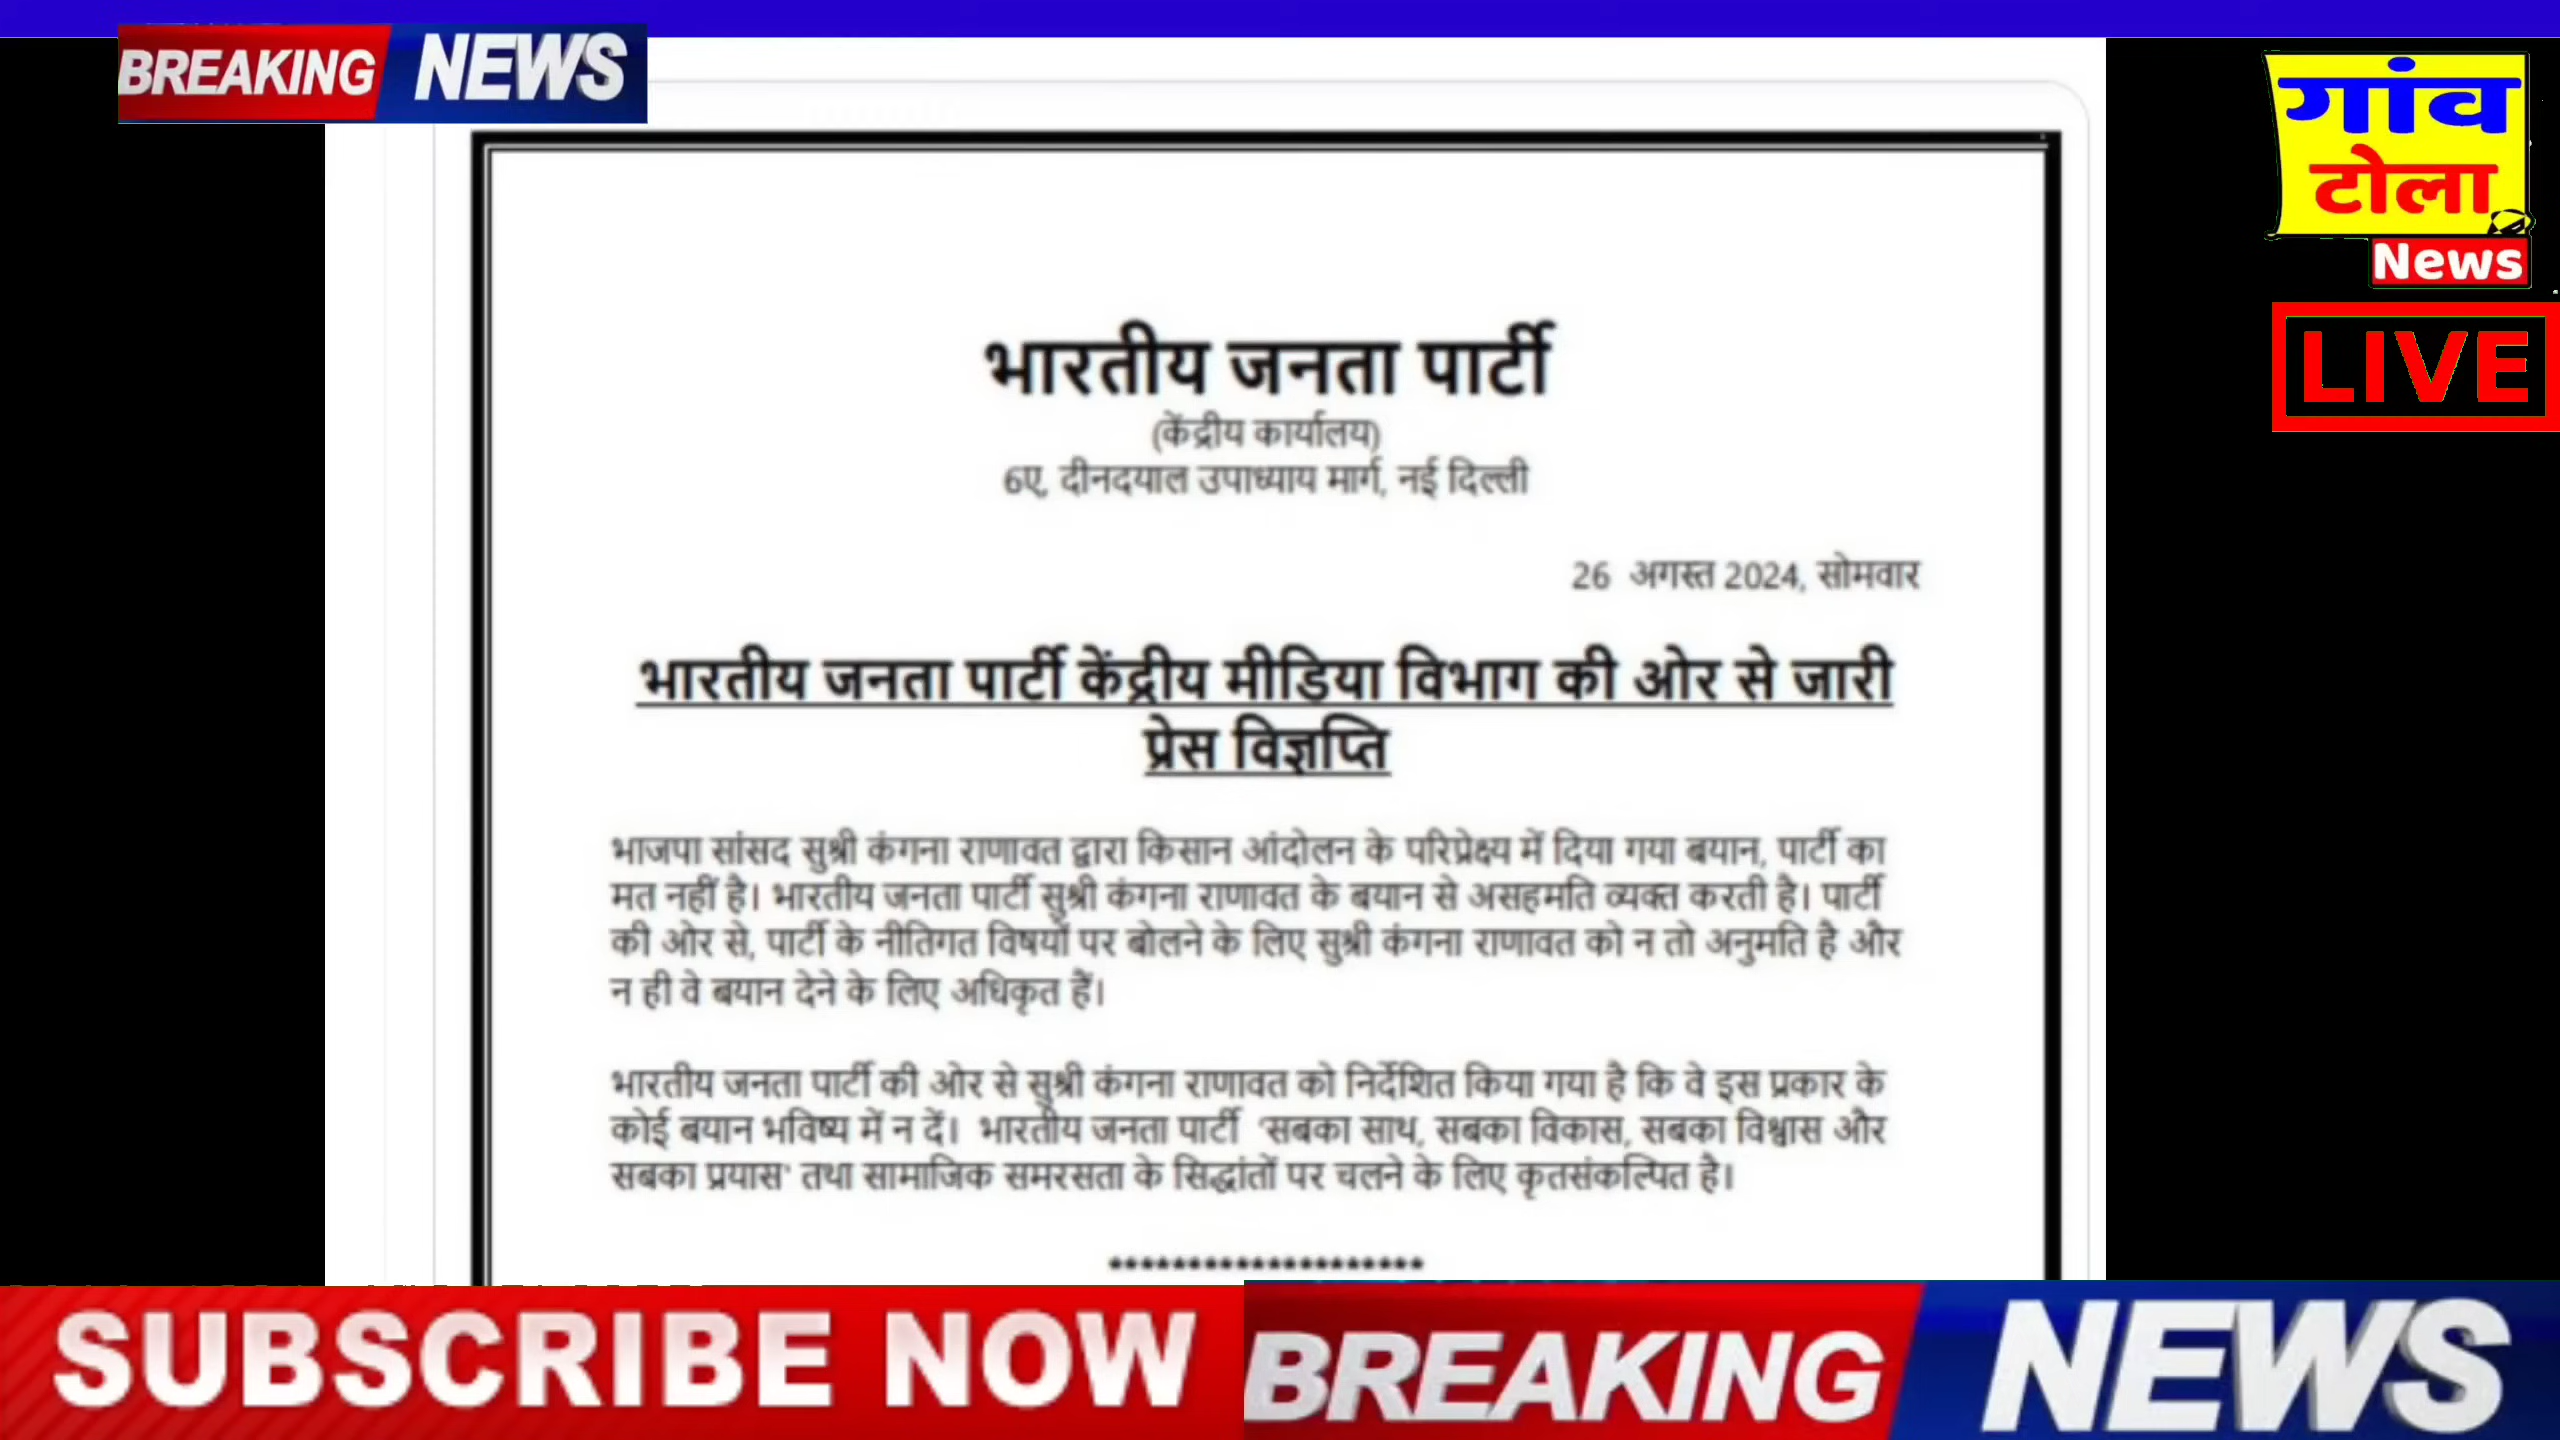 BREAKING NEWS
गांव
टोला
News
LIVE
भारतीय जनता पार्टी
(केंद्रीय कार्यालय)
6ए, दीनदयाल उपाध्याय मार्ग, नई दिल्ली
26 अगस्त 2024, सोमवार
भारतीय जनता पार्टी केंद्रीय मीडिया विभाग की ओर से जारी
प्रेस विज्ञप्ति
भाजपा सांसद सुश्री कंगना राणावत द्वारा किसान आंदोलन के परिप्रेक्ष्य में दिया गया बयान, पार्टी का
मत नहीं है। भारतीय जनता पार्टी सुश्री कंगना राणावत के बयान से असहमति व्यक्त करती है। पार्टी
की ओर से, पार्टी के नीतिगत विषयों पर बोलने के लिए सुश्री कंगना राणावत को न तो अनुमति है और
न ही वे बयान देने के लिए अधिकृत हैं।
भारतीय जनता पार्टी की ओर से सुश्री कंगना राणावत को निर्देशित किया गया है कि वे इस प्रकार के
कोई बयान भविष्य में न दें। भारतीय जनता पार्टी 'सबका साथ, सबका विकास, सबका विश्वास और
सबका प्रयास' तथा सामाजिक समरसता के सिद्धांतों पर चलने के लिए कृतसंकल्पित है।
********************
SUBSCRIBE NOW BREAKING NEWS